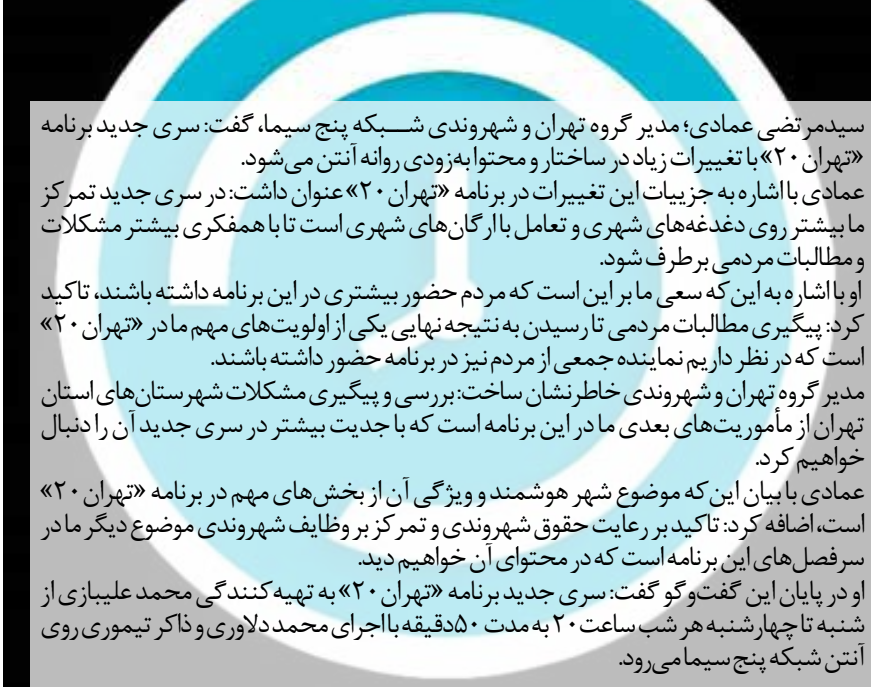 سیدمرتضی عمادی؛ مدیر گروه تهران و شهروندی شـــبکه پنج سیما، گفت: سری جدید برنامه
«تهران ۲۰» با تغییرات زیاد در ساختار و محتوا به‌زودی روانه آنتن می‌شود.
عمادی با اشاره به جزییات این تغییرات در برنامه «تهران ۲۰» عنوان داشت: در سری جدید تمرکز
ما بیشتر روی دغدغه‌های شهری و تعامل با ارگان‌های شهری است تا با همفکری بیشتر مشکلات
و مطالبات مردمی برطرف شود.
او با اشاره به این‌که سعی ما بر این است که مردم حضور بیشتری در این برنامه داشته باشند، تاکید
کرد: پیگیری مطالبات مردمی تا رسیدن به نتیجه نهایی یکی از اولویت‌های مهم ما در «تهران ۲۰»
است که در نظر داریم نماینده جمعی از مردم نیز در برنامه حضور داشته باشند.
مدیر گروه تهران و شهروندی خاطرنشان ساخت: بررسی و پیگیری مشکلات شهرستان‌های استان
تهران از مأموریت‌های بعدی ما در این برنامه است که با جدیت بیشتر در سری جدید آن را دنبال
خواهیم کرد.
عمادی با بیان این‌که موضوع شهر هوشمند و ویژگی آن از بخش‌های مهم در برنامه «تهران ۲۰»
است، اضافه کرد: تاکید بر رعایت حقوق شهروندی و تمرکز بر وظایف شهروندی موضوع دیگر ما در
سرفصل‌های این برنامه است که در محتوای آن خواهیم دید.
او در پایان این گفت‌وگو گفت: سری جدید برنامه «تهران ۲۰» به تهیه‌کنندگی محمد علیبازی از
شنبه تا چهارشنبه هر شب ساعت ۲۰ به مدت ۵۰ دقیقه با اجرای محمد دلاوری و ذاکر تیموری روی
آنتن شبکه پنج سیما می‌رود.